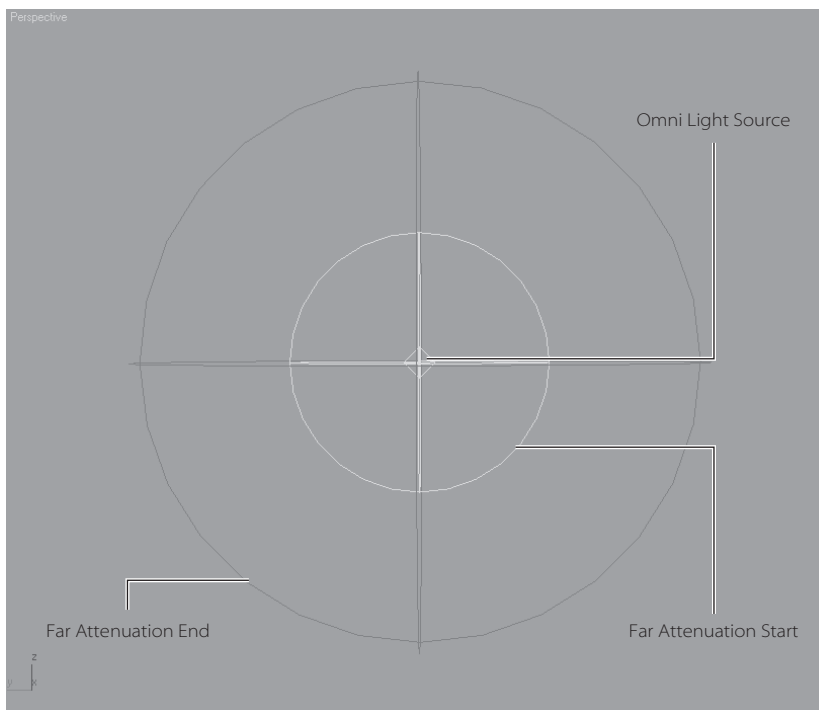 Perspective
Omni Light Source
Far Attenuation End
Far Attenuation Start
z
y x